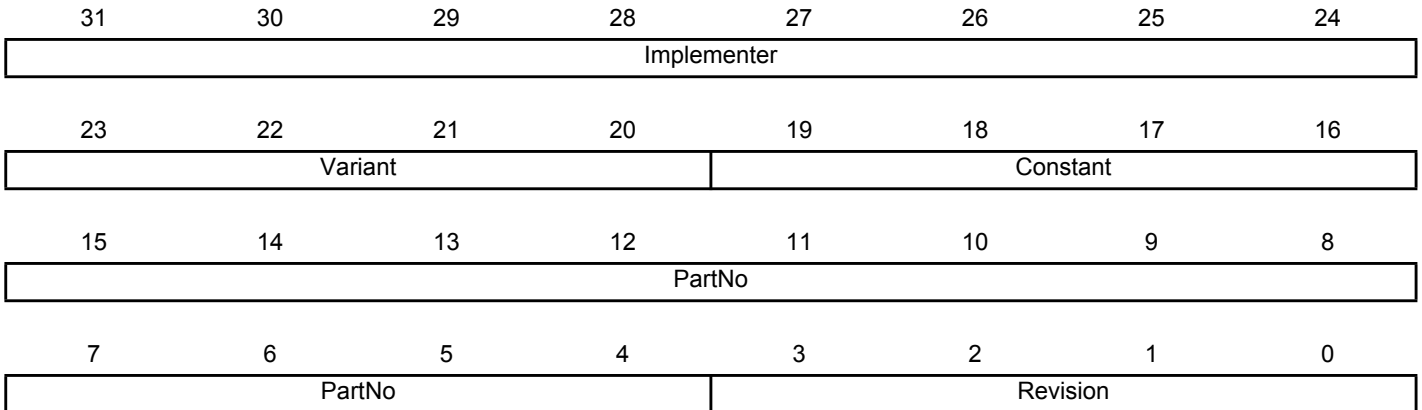 31 30 29 28 27 26 25 24
Implementer
23 22 21 20 19 18 17 16
Variant Constant
15 14 13 12 11 10 9 8
PartNo
7 6 5 4 3 2 1 0
PartNo Revision